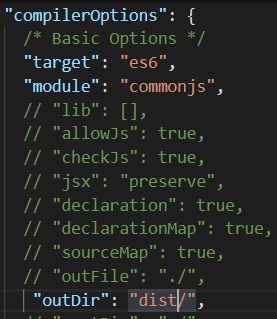 "compilerOptions": {
/* Basic Options */
"target": "es6",
"module": "commonjs",
// "lib": [],
// "allowJs": true,
// "checkJs": true,
// "jsx": "preserve",
// "declaration": true,
// "declarationMap": true,
// "sourceMap": true,
// "outFile": "./",
"outDir": "dist/",